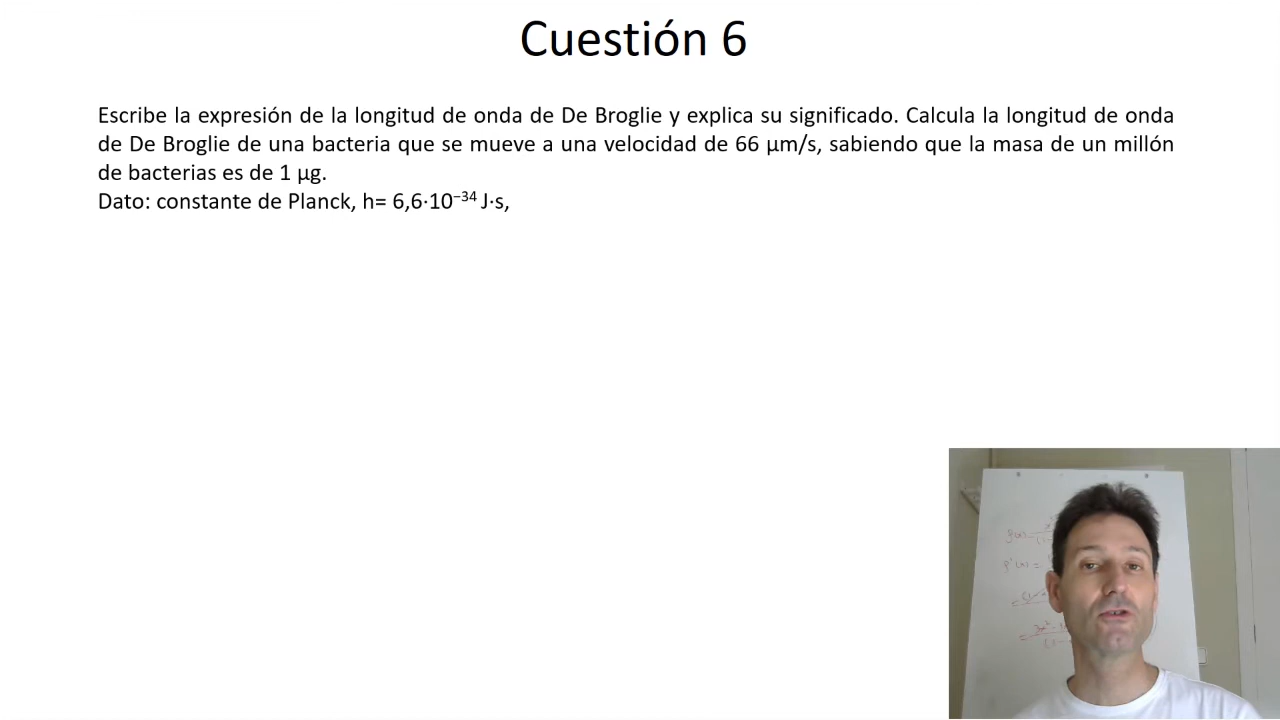 Cuestión 6
Escribe la expresión de la longitud de onda de De Broglie y explica su significado. Calcula la longitud de onda
de De Broglie de una bacteria que se mueve a una velocidad de 66 μm/s, sabiendo que la masa de un millón
de bacterias es de 1 μg.
Dato: constante de Planck, h= 6,6·10⁻³⁴ J·s,